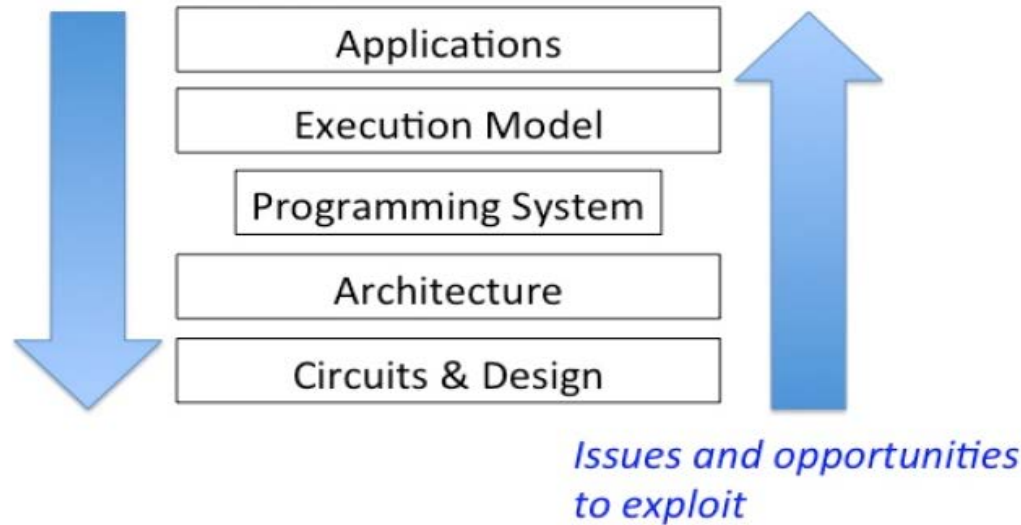 Applications
Execution Model
Programming System
Architecture
Circuits & Design
Issues and opportunities
to exploit